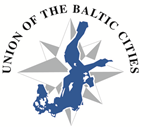 UNION OF THE BALTIC CITIES